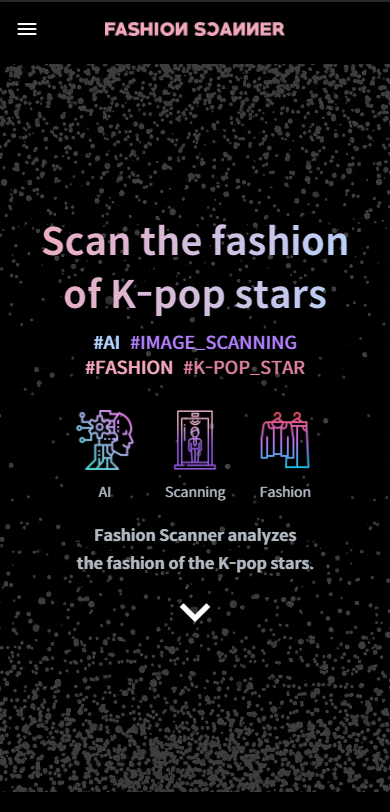 FASHION SCANNER
Scan the fashion
of K-pop stars
#AI #IMAGE_SCANNING
#FASHION #K-POP_STAR
AI Scanning Fashion
Fashion Scanner analyzes
the fashion of the K-pop stars.